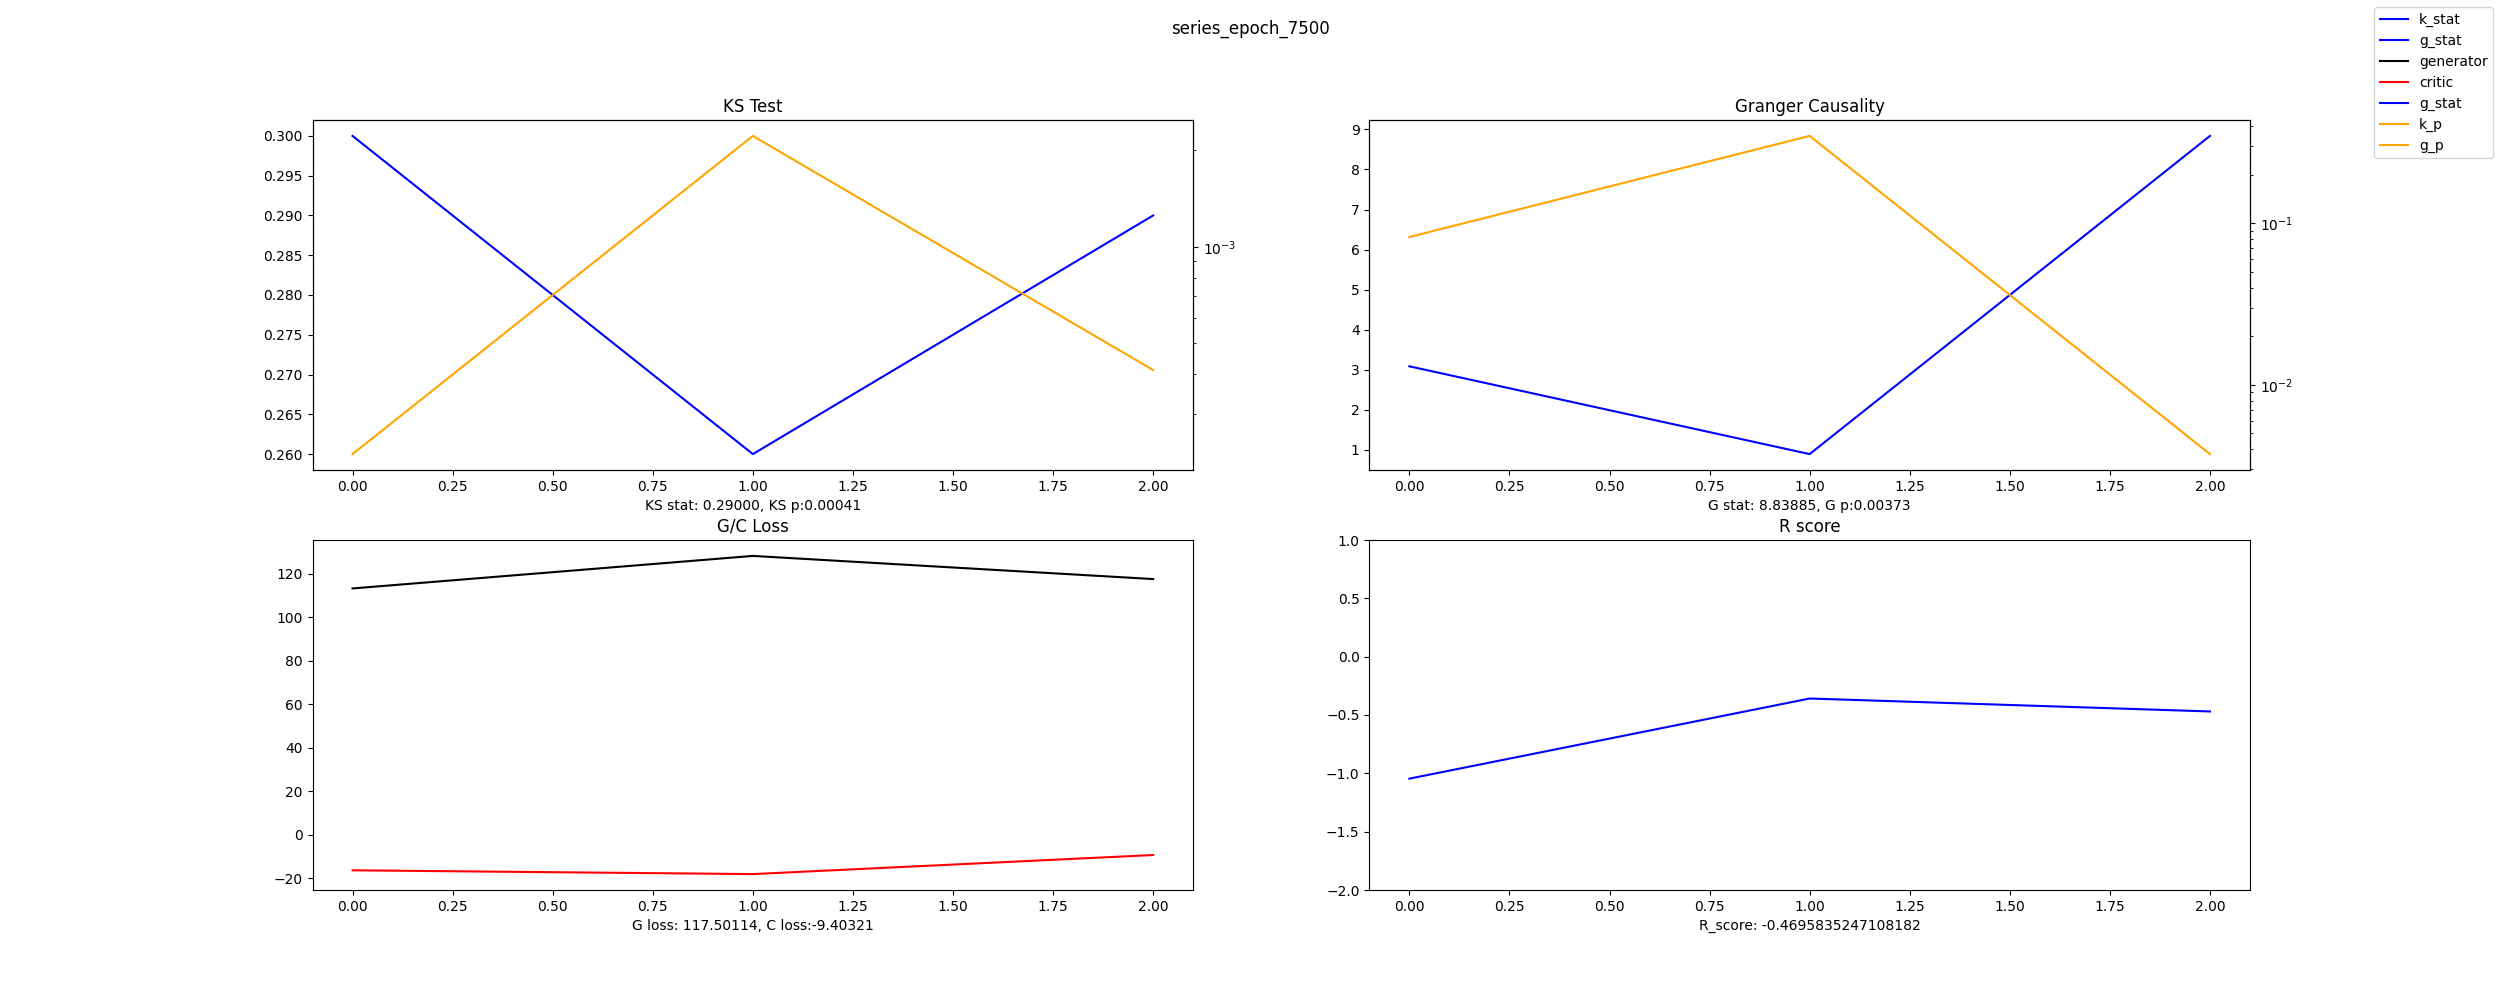 series_epoch_7500
k_stat
g_stat
generator
critic
g_stat
k_p
g_p
KS Test
0.300
0.295
0.290
0.285
0.280
0.275
0.270
0.265
0.260
10⁻³
0.00 0.25 0.50 0.75 1.00 1.25 1.50 1.75 2.00
KS stat: 0.29000, KS p:0.00041
Granger Causality
9
8
7
6
5
4
3
2
1
10⁻¹
10⁻²
0.00 0.25 0.50 0.75 1.00 1.25 1.50 1.75 2.00
G stat: 8.83885, G p:0.00373
G/C Loss
120
100
80
60
40
20
0
−20
0.00 0.25 0.50 0.75 1.00 1.25 1.50 1.75 2.00
G loss: 117.50114, C loss:-9.40321
R score
1.0
0.5
0.0
−0.5
−1.0
−1.5
−2.0
0.00 0.25 0.50 0.75 1.00 1.25 1.50 1.75 2.00
R_score: -0.4695835247108182